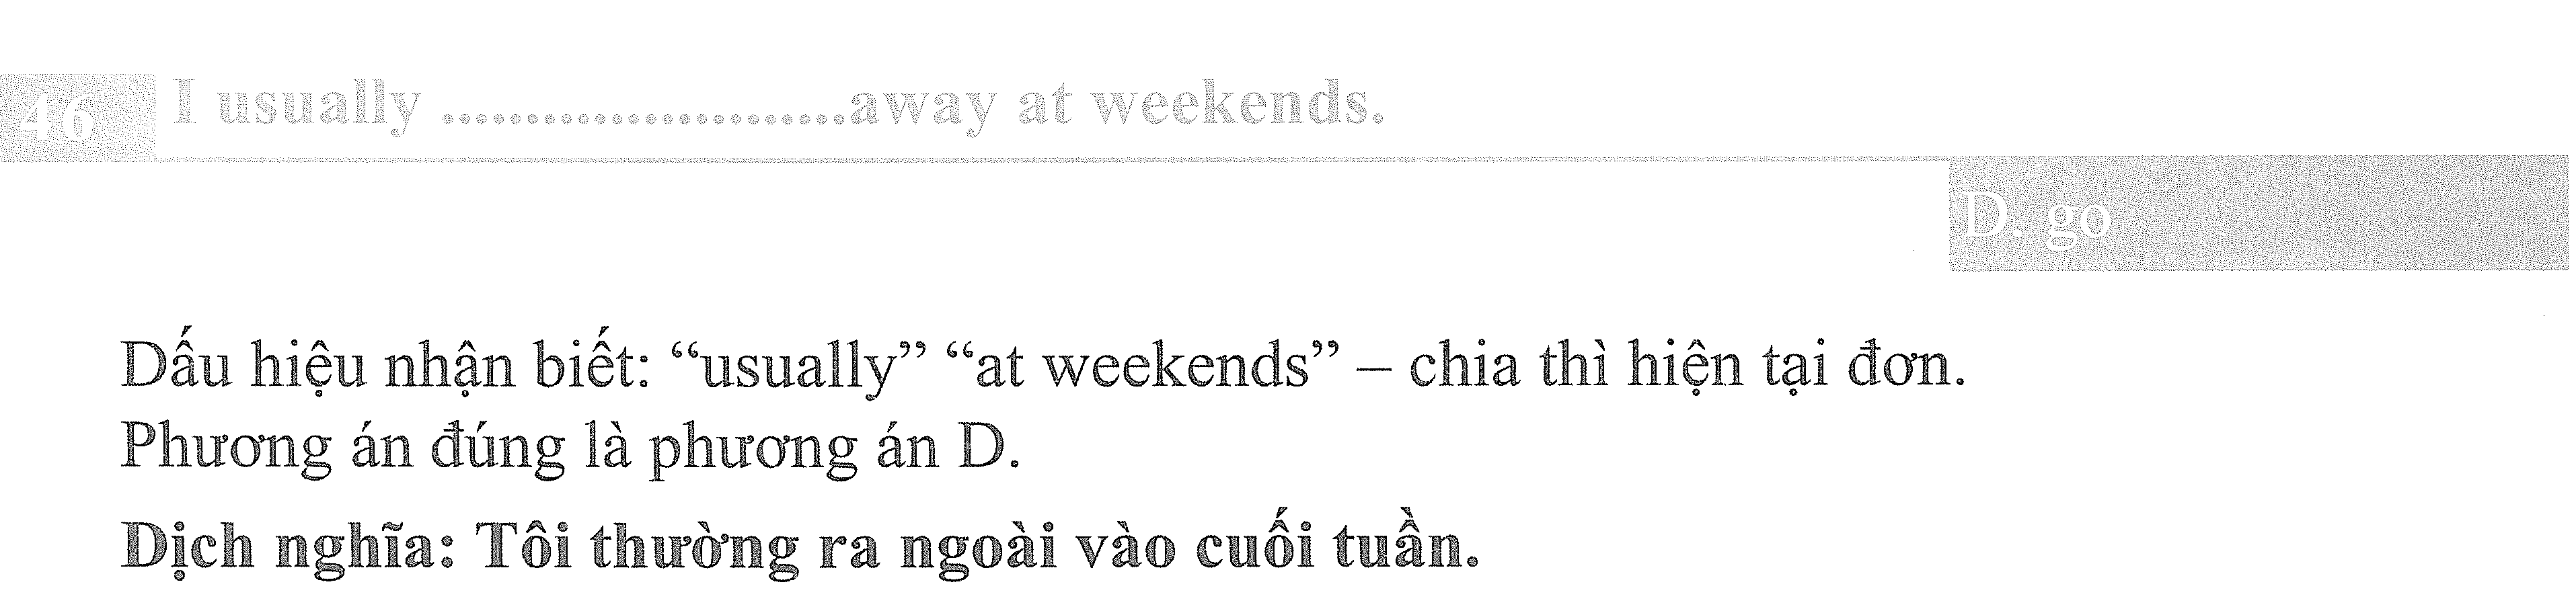 46 I usually ........................away at weekends.
D. go
Dấu hiệu nhận biết: “usually” “at weekends” – chia thì hiện tại đơn.
Phương án đúng là phương án D.
Dịch nghĩa: Tôi thường ra ngoài vào cuối tuần.